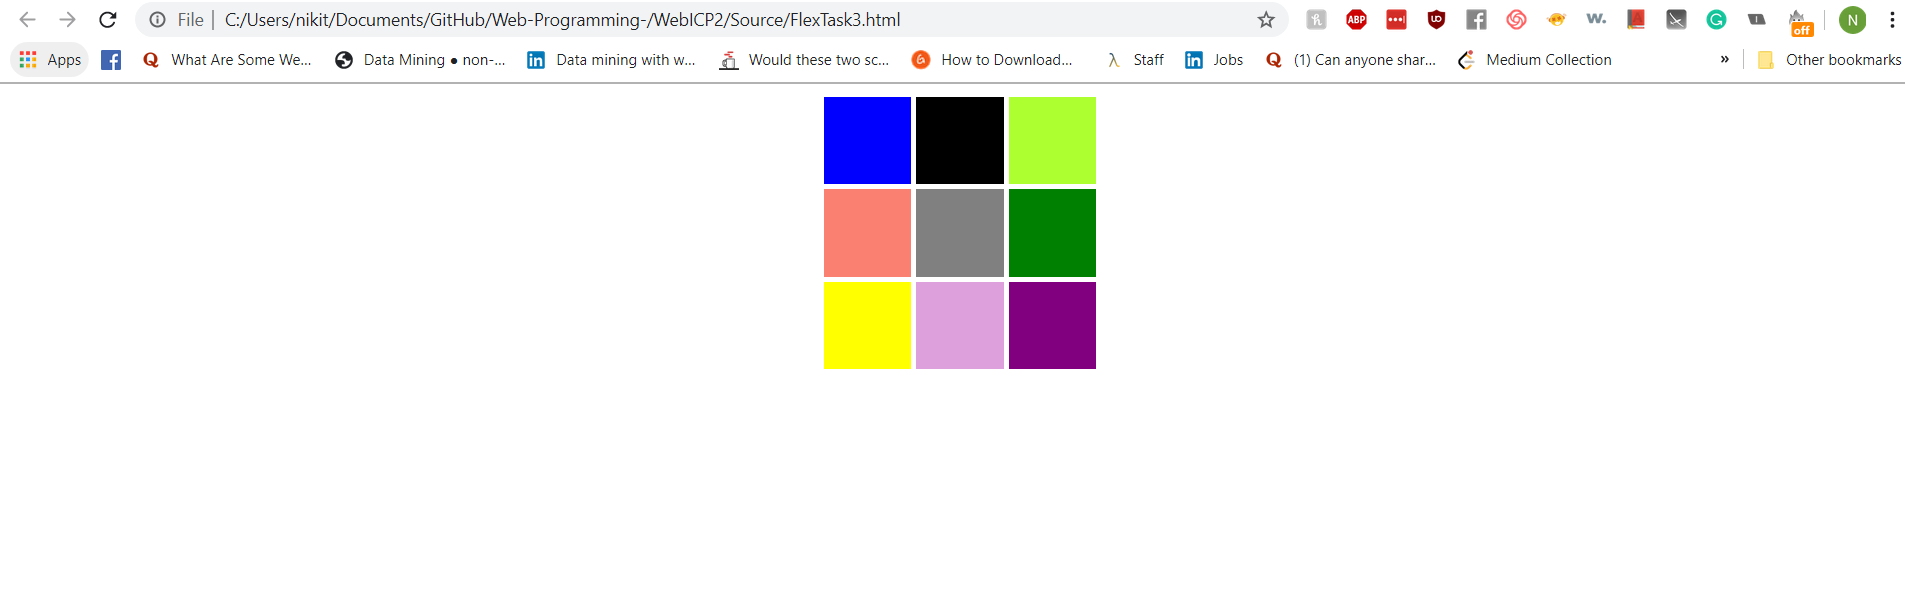 File | C:/Users/nikit/Documents/GitHub/Web-Programming-/WebICP2/Source/FlexTask3.html ABP UO w. off N
Apps What Are Some We... Data Mining ● non-... Data mining with w... Would these two sc... How to Download... Staff Jobs (1) Can anyone shar... Medium Collection » Other bookmarks